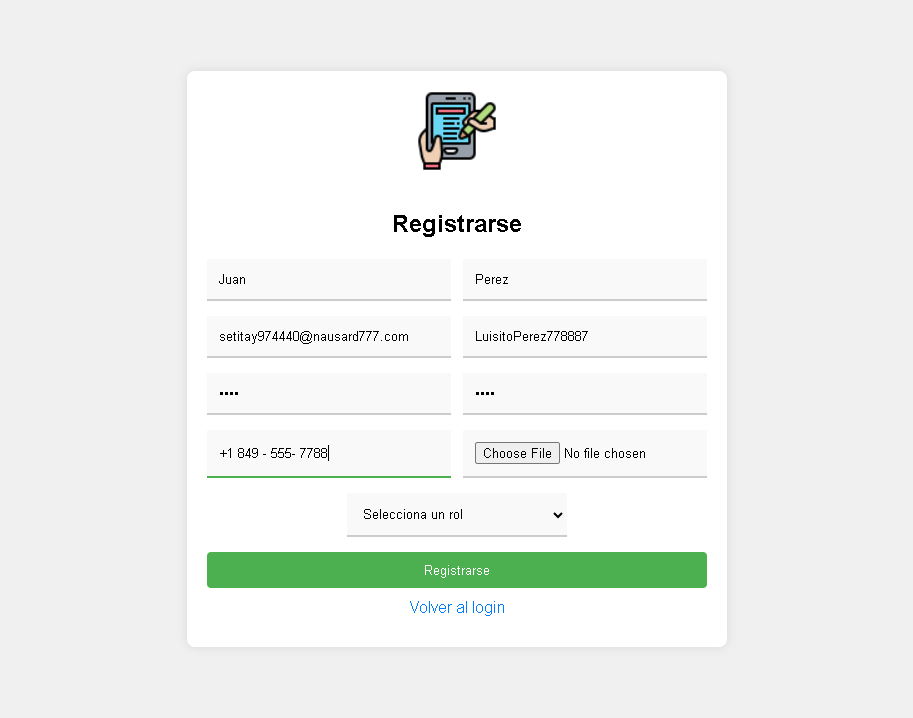 Registrarse
Juan Perez
setitay974440@nausard777.com LuisitoPerez778887
•••• ••••
+1 849 - 555- 7788 Choose File No file chosen
Selecciona un rol
Registrarse
Volver al login